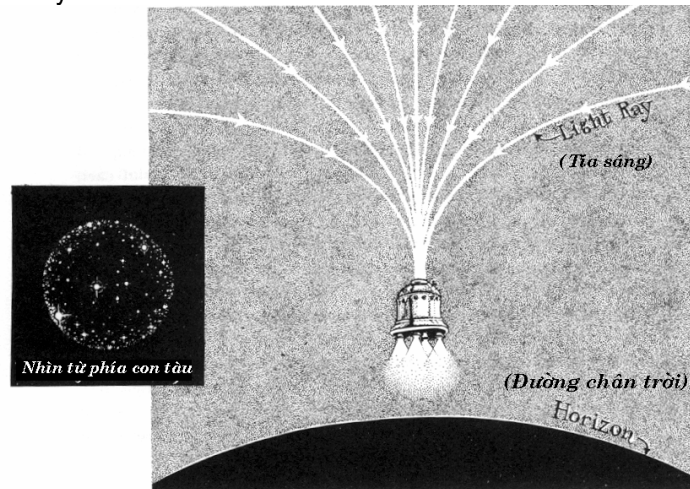 y
Light Ray
(Tia sáng)
Nhìn từ phía con tàu
(Đường chân trời)
Horizon